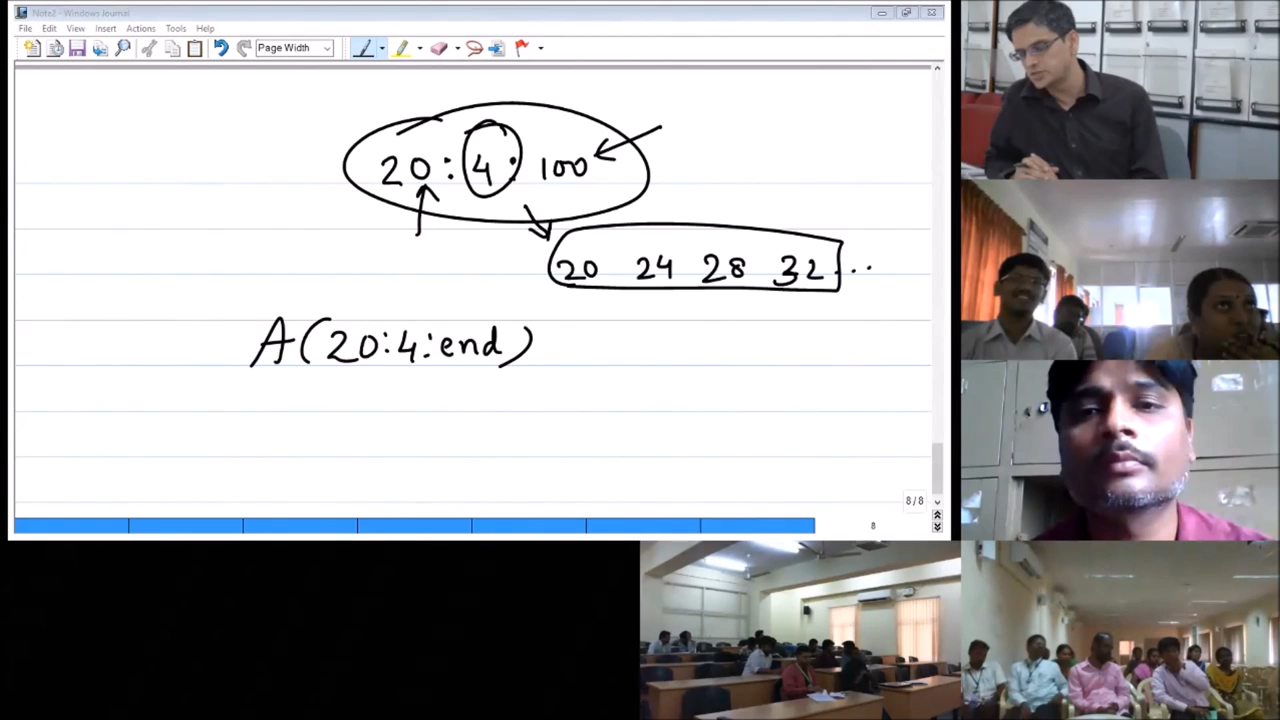 Note2 - Windows Journal
File Edit View Insert Actions Tools Help
Page Width
20 : 4 : 100
20 24 28 32 ...
A(20:4:end)
8/8
8